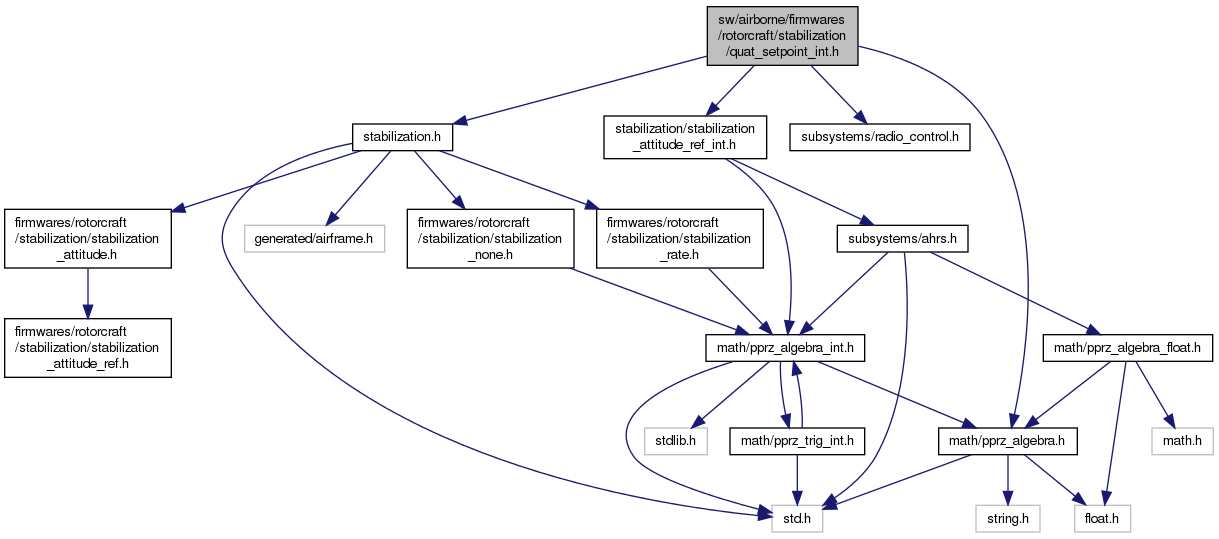 sw/airborne/firmwares
/rotorcraft/stabilization
/quat_setpoint_int.h
stabilization.h
stabilization/stabilization
_attitude_ref_int.h
subsystems/radio_control.h
firmwares/rotorcraft
/stabilization/stabilization
_attitude.h
generated/airframe.h
firmwares/rotorcraft
/stabilization/stabilization
_none.h
firmwares/rotorcraft
/stabilization/stabilization
_rate.h
subsystems/ahrs.h
firmwares/rotorcraft
/stabilization/stabilization
_attitude_ref.h
math/pprz_algebra_int.h
math/pprz_algebra_float.h
stdlib.h
math/pprz_trig_int.h
math/pprz_algebra.h
math.h
std.h
string.h
float.h